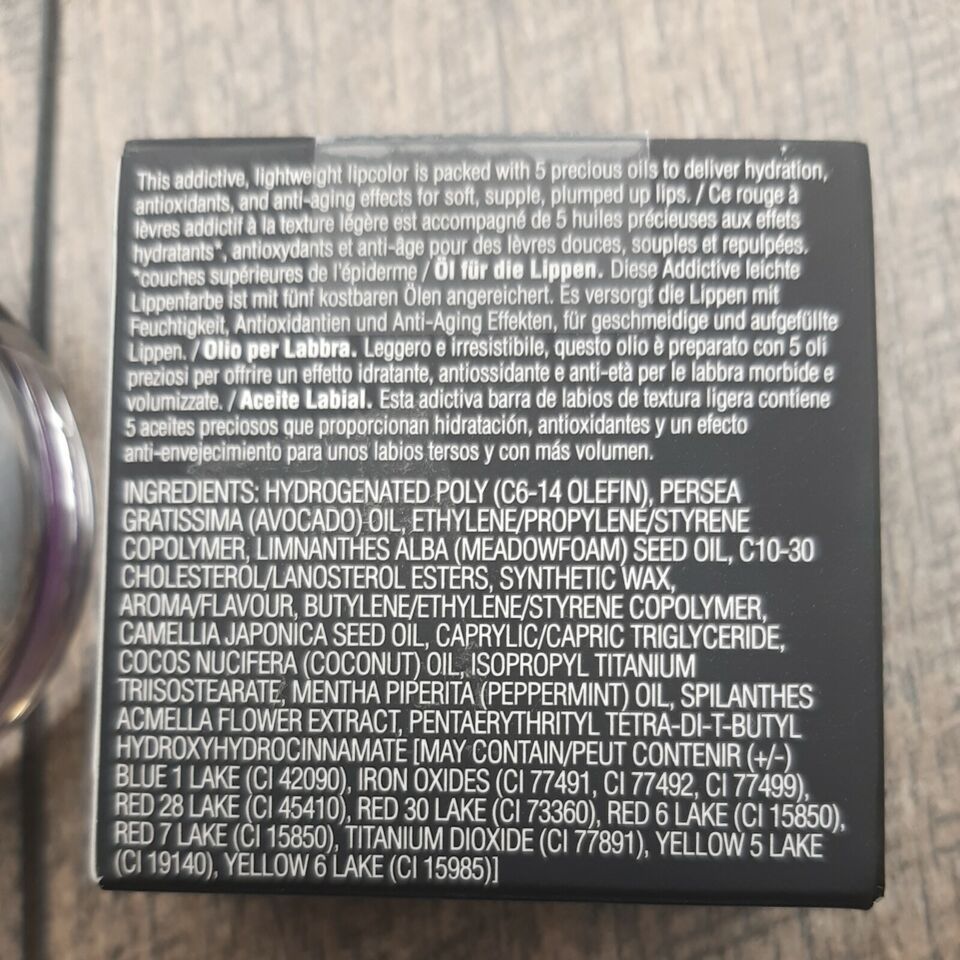 This addictive, lightweight lipcolor is packed with 5 precious oils to deliver hydration,
antioxidants, and anti-aging effects for soft, supple, plumped up lips. / Ce rouge à
lèvres addictif à la texture légère est accompagné de 5 huiles précieuses aux effets
hydratants*, antioxydants et anti-âge pour des lèvres douces, souples et repulpées.
*couches supérieures de l'épiderme / Öl für die Lippen. Diese Addictive leichte
Lippenfarbe ist mit fünf kostbaren Ölen angereichert. Es versorgt die Lippen mit
Feuchtigkeit, Antioxidantien und Anti-Aging Effekten, für geschmeidige und aufgefüllte
Lippen. / Olio per Labbra. Leggero e irresistibile, questo olio è preparato con 5 oli
preziosi per offrire un effetto idratante, antiossidante e anti-età per le labbra morbide e
volumizzate. / Aceite Labial. Esta adictiva barra de labios de textura ligera contiene
5 aceites preciosos que proporcionan hidratación, antioxidantes y un efecto
anti-envejecimiento para unos labios tersos y con más volumen.
INGREDIENTS: HYDROGENATED POLY (C6-14 OLEFIN), PERSEA
GRATISSIMA (AVOCADO) OIL, ETHYLENE/PROPYLENE/STYRENE
COPOLYMER, LIMNANTHES ALBA (MEADOWFOAM) SEED OIL, C10-30
CHOLESTEROL/LANOSTEROL ESTERS, SYNTHETIC WAX,
AROMA/FLAVOUR, BUTYLENE/ETHYLENE/STYRENE COPOLYMER,
CAMELLIA JAPONICA SEED OIL, CAPRYLIC/CAPRIC TRIGLYCERIDE,
COCOS NUCIFERA (COCONUT) OIL, ISOPROPYL TITANIUM
TRIISOSTEARATE, MENTHA PIPERITA (PEPPERMINT) OIL, SPILANTHES
ACMELLA FLOWER EXTRACT, PENTAERYTHRITYL TETRA-DI-T-BUTYL
HYDROXYHYDROCINNAMATE [MAY CONTAIN/PEUT CONTENIR (+/-)
BLUE 1 LAKE (CI 42090), IRON OXIDES (CI 77491, CI 77492, CI 77499),
RED 28 LAKE (CI 45410), RED 30 LAKE (CI 73360), RED 6 LAKE (CI 15850),
RED 7 LAKE (CI 15850), TITANIUM DIOXIDE (CI 77891), YELLOW 5 LAKE
(CI 19140), YELLOW 6 LAKE (CI 15985)]